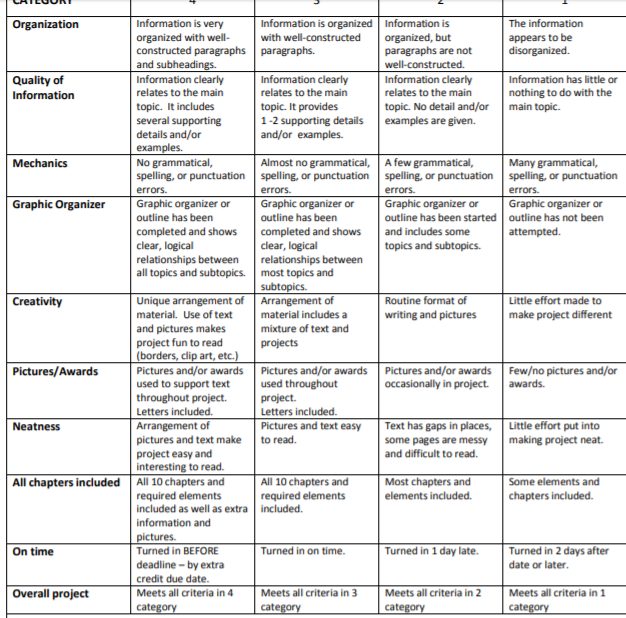 CATEGORY
4
3
2
1
Organization
Information is very
organized with well-
constructed paragraphs
and subheadings.
Information is organized
with well-constructed
paragraphs.
Information is
organized, but
paragraphs are not
well-constructed.
The information
appears to be
disorganized.
Quality of
Information
Information clearly
relates to the main
topic. It includes
several supporting
details and/or
examples.
Information clearly
relates to the main
topic. It provides
1 -2 supporting details
and/or examples.
Information clearly
relates to the main
topic. No detail and/or
examples are given.
Information has little or
nothing to do with the
main topic.
Mechanics
No grammatical,
spelling, or punctuation
errors.
Almost no grammatical,
spelling, or punctuation
errors.
A few grammatical,
spelling, or punctuation
errors.
Many grammatical,
spelling, or punctuation
errors.
Graphic Organizer
Graphic organizer or
outline has been
completed and shows
clear, logical
relationships between
all topics and subtopics.
Graphic organizer or
outline has been
completed and shows
clear, logical
relationships between
most topics and
subtopics.
Graphic organizer or
outline has been started
and includes some
topics and subtopics.
Graphic organizer or
outline has not been
attempted.
Creativity
Unique arrangement of
material. Use of text
and pictures makes
project fun to read
(borders, clip art, etc.)
Arrangement of
material includes a
mixture of text and
projects
Routine format of
writing and pictures
Little effort made to
make project different
Pictures/Awards
Pictures and/or awards
used to support text
throughout project.
Letters included.
Pictures and/or awards
used throughout
project.
Letters included.
Pictures and/or awards
occasionally in project.
Few/no pictures and/or
awards.
Neatness
Arrangement of
pictures and text make
project easy and
interesting to read.
Pictures and text easy
to read.
Text has gaps in places,
some pages are messy
and difficult to read.
Little effort put into
making project neat.
All chapters included
All 10 chapters and
required elements
included as well as extra
information and
pictures.
All 10 chapters and
required elements
included.
Most chapters and
elements included.
Some elements and
chapters included.
On time
Turned in BEFORE
deadline – by extra
credit due date.
Turned in on time.
Turned in 1 day late.
Turned in 2 days after
date or later.
Overall project
Meets all criteria in 4
category
Meets all criteria in 3
category
Meets all criteria in 2
category
Meets all criteria in 1
category